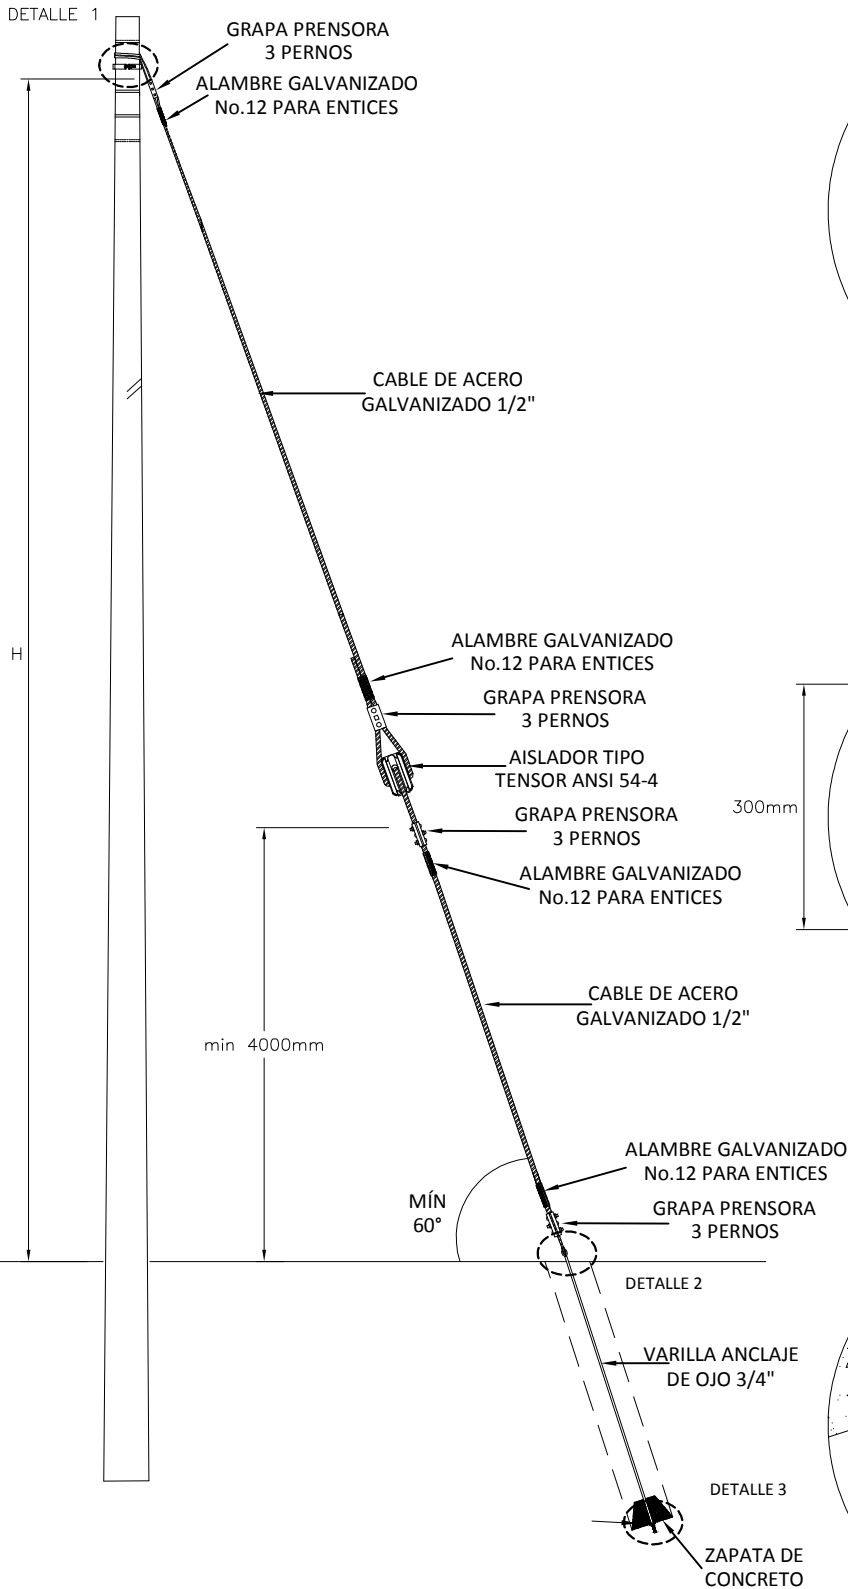 DETALLE 1
GRAPA PRENSORA
3 PERNOS
ALAMBRE GALVANIZADO
No.12 PARA ENTICES
CABLE DE ACERO
GALVANIZADO 1/2"
H
ALAMBRE GALVANIZADO
No.12 PARA ENTICES
GRAPA PRENSORA
3 PERNOS
AISLADOR TIPO
TENSOR ANSI 54-4
300mm
GRAPA PRENSORA
3 PERNOS
ALAMBRE GALVANIZADO
No.12 PARA ENTICES
CABLE DE ACERO
GALVANIZADO 1/2"
min 4000mm
ALAMBRE GALVANIZADO
No.12 PARA ENTICES
MÍN
60°
GRAPA PRENSORA
3 PERNOS
DETALLE 2
VARILLA ANCLAJE
DE OJO 3/4"
DETALLE 3
ZAPATA DE
CONCRETO